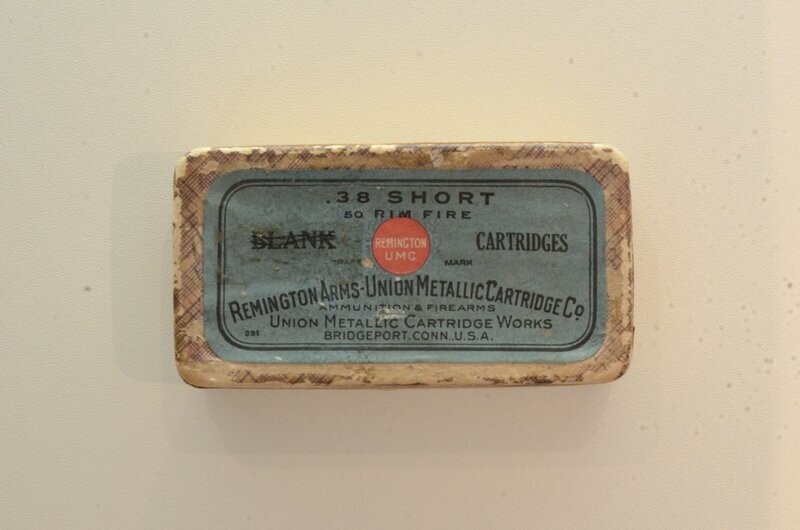 .38 SHORT
50 RIM FIRE
BLANK
REMINGTON
UMC
CARTRIDGES
TRADE MARK
REMINGTON ARMS-UNION METALLIC CARTRIDGE Co.
AMMUNITION & FIREARMS
UNION METALLIC CARTRIDGE WORKS
251
BRIDGEPORT, CONN., U.S.A.